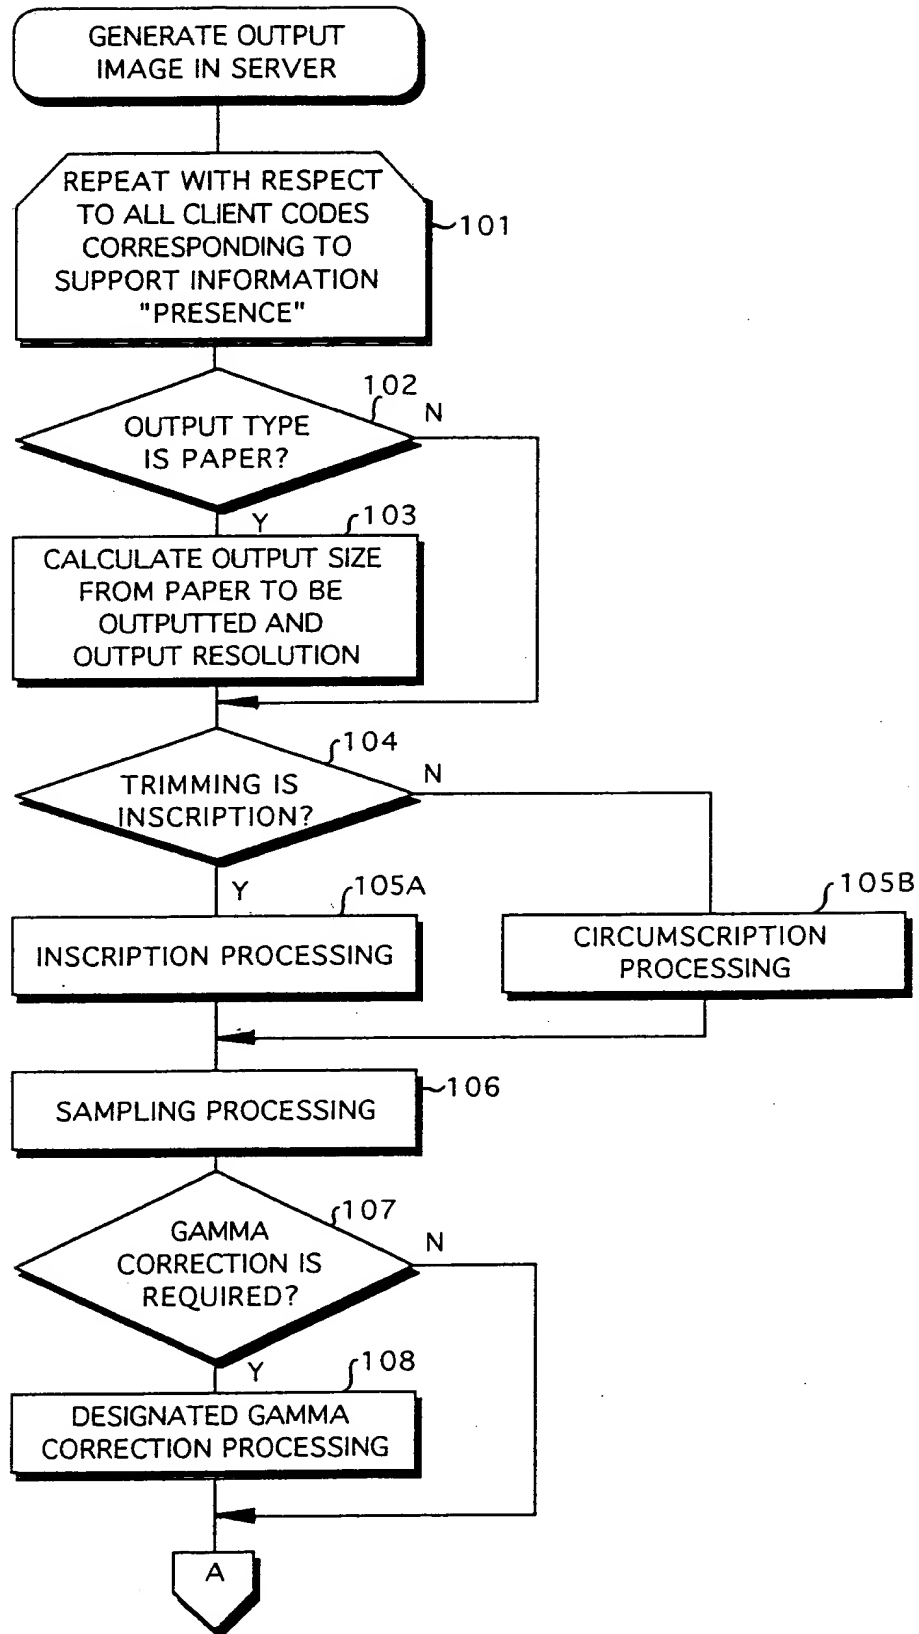 GENERATE OUTPUT
IMAGE IN SERVER
REPEAT WITH RESPECT
TO ALL CLIENT CODES
CORRESPONDING TO
SUPPORT INFORMATION
"PRESENCE"
101
102
N
OUTPUT TYPE
IS PAPER?
Y
103
CALCULATE OUTPUT SIZE
FROM PAPER TO BE
OUTPUTTED AND
OUTPUT RESOLUTION
104
N
TRIMMING IS
INSCRIPTION?
Y
105A
105B
INSCRIPTION PROCESSING
CIRCUMSCRIPTION
PROCESSING
SAMPLING PROCESSING
106
107
N
GAMMA
CORRECTION IS
REQUIRED?
Y
108
DESIGNATED GAMMA
CORRECTION PROCESSING
A